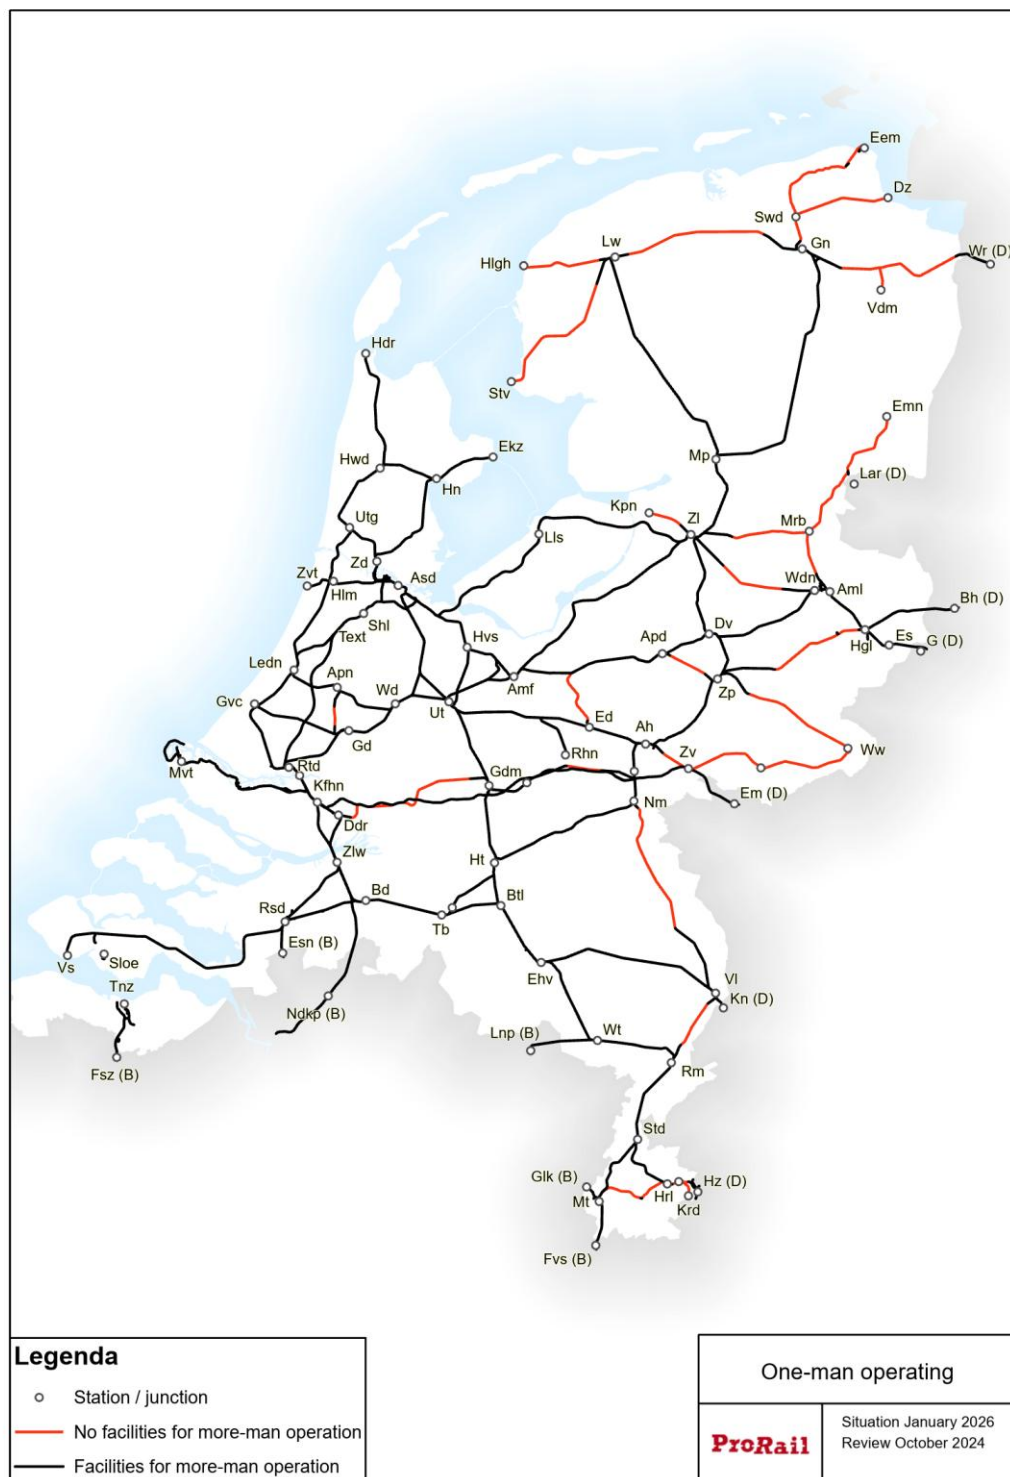 Eem
Dz
Swd
Gn
Lw
Hlgh
Wr (D)
Vdm
Hdr
Stv
Emn
Ekz
Hwd
Mp
Hn
Lar (D)
Kpn
Utg
Zl
Mrb
Lls
Zd
Zvt
Asd
Wdn
Hlm
Aml
Bh (D)
Shl
Text
Hvs
Apd
Dv
Hgl
Es
G (D)
Ledn
Apn
Amf
Zp
Gvc
Wd
Ut
Ed
Ah
Gd
Rhn
Zv
Ww
Mvt
Rtd
Kfhn
Gdm
Em (D)
Nm
Ddr
Zlw
Ht
Bd
Btl
Rsd
Tb
Esn (B)
Vs
Sloe
Ehv
Tnz
Vl
Kn (D)
Ndkp (B)
Lnp (B)
Wt
Fsz (B)
Rm
Std
Glk (B)
Hrl
Hz (D)
Mt
Krd
Fvs (B)
Legenda
Station / junction
No facilities for more-man operation
Facilities for more-man operation
One-man operating
ProRail
Situation January 2026
Review October 2024